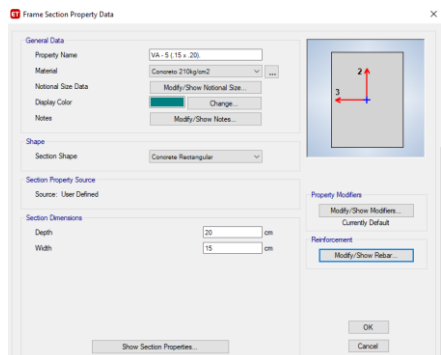 ET Frame Section Property Data
General Data
Property Name VA - 5 (.15 x .20).
Material Concreto 210kg/cm2 ...
Notional Size Data Modify/Show Notional Size...
Display Color Change...
Notes Modify/Show Notes...
Shape
Section Shape Concrete Rectangular
Section Property Source
Source: User Defined
Section Dimensions
Depth 20 cm
Width 15 cm
Show Section Properties...
2
3
Property Modifiers
Modify/Show Modifiers...
Currently Default
Reinforcement
Modify/Show Rebar...
OK
Cancel